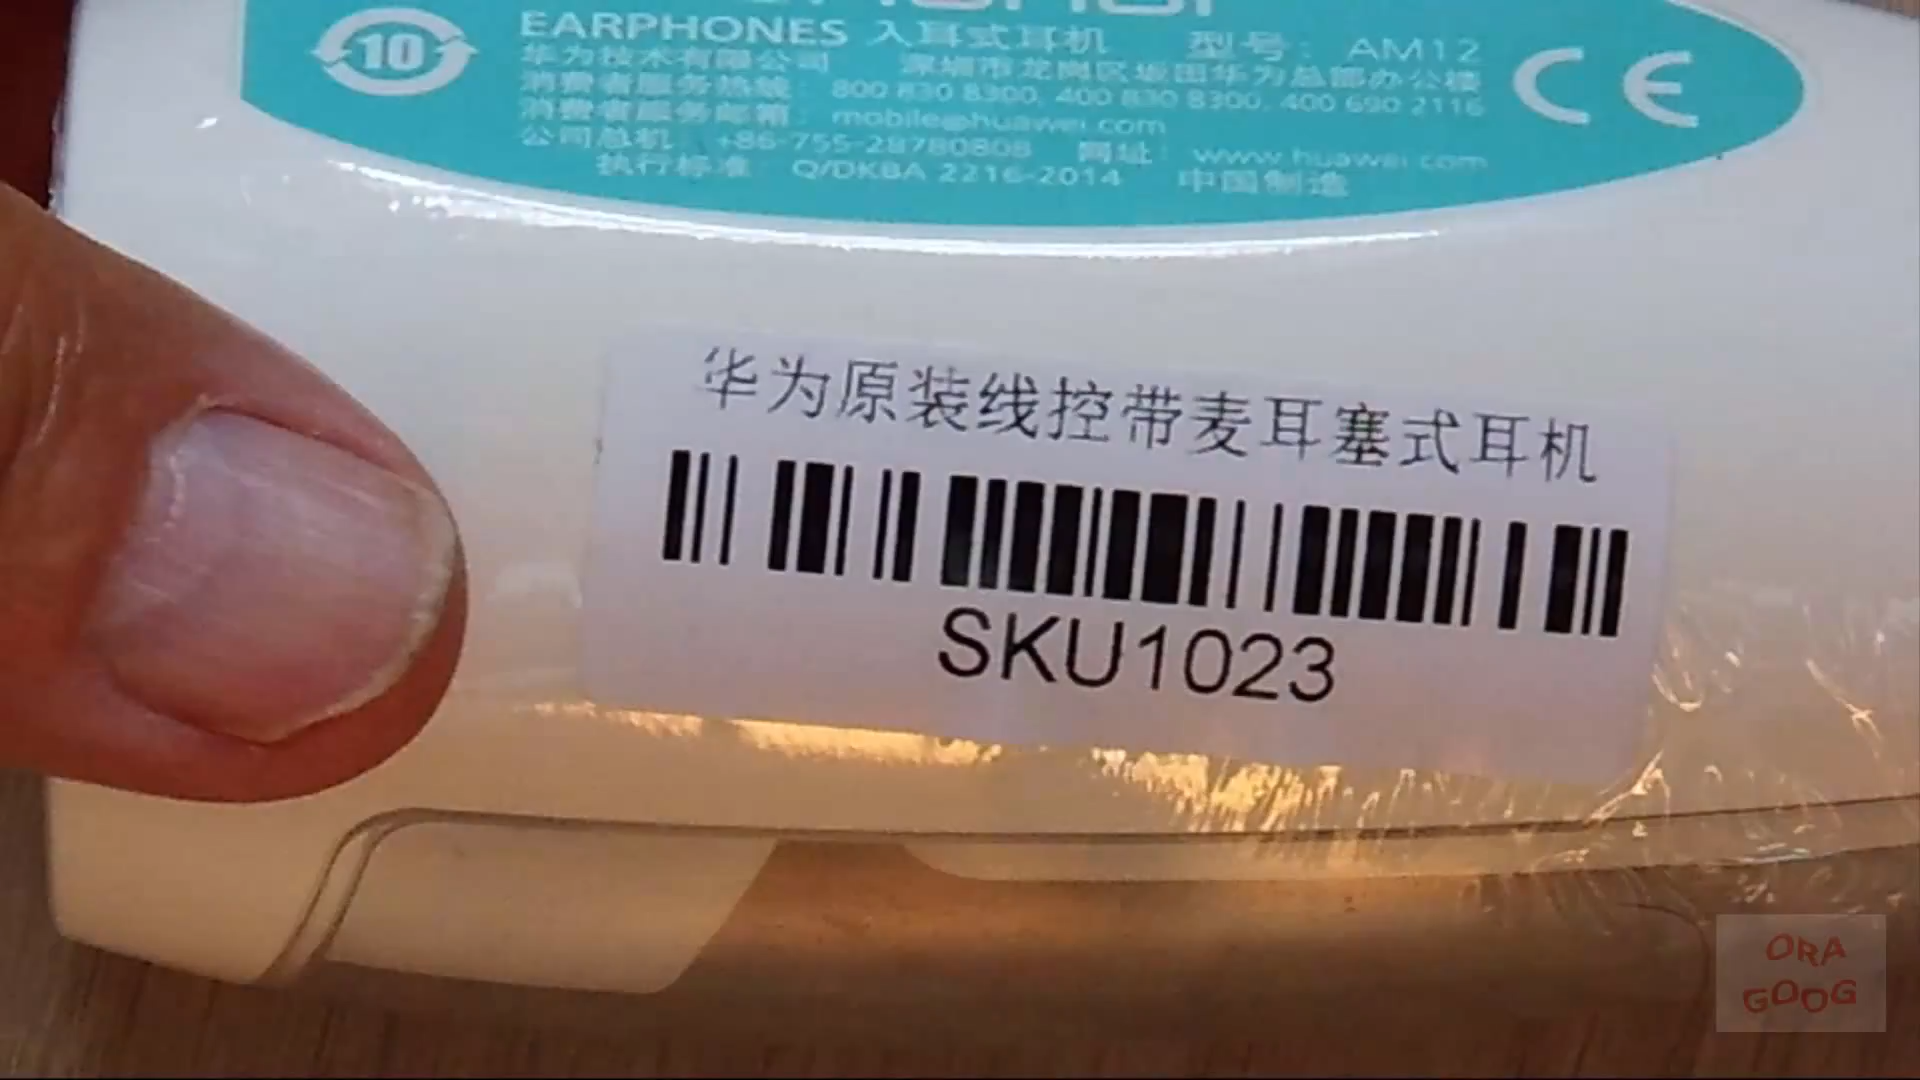 10
EARPHONES 入耳式耳机 型号: AM12
华为技术有限公司 深圳市龙岗区坂田华为总部办公楼
消费者服务热线: 800 830 8300, 400 830 8300, 400 690 2116
消费者服务邮箱: mobile@huawei.com
公司总机: +86-755-28780808 网址: www.huawei.com
执行标准: Q/DKBA 2216-2014 中国制造
CE
华为原装线控带麦耳塞式耳机
SKU1023
ORA
GOOG